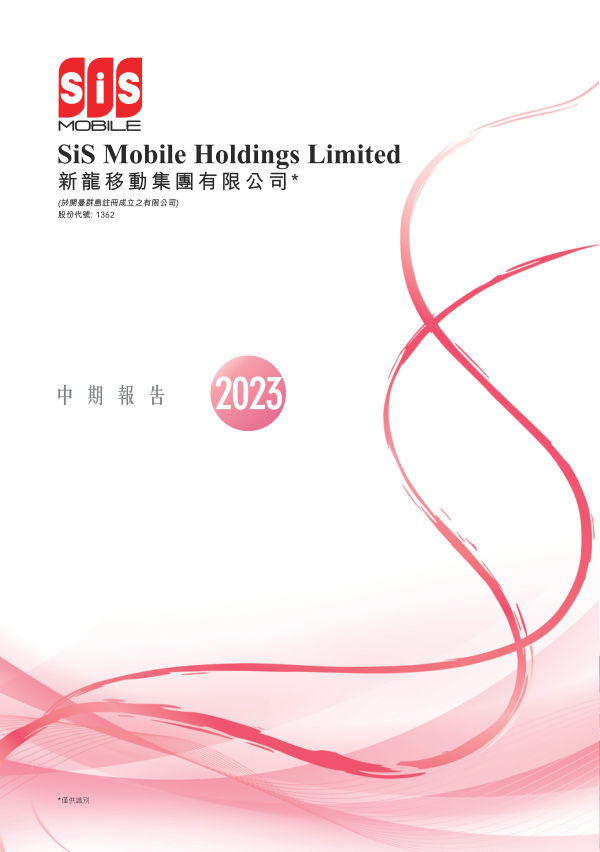 SiS
MOBILE
SiS Mobile Holdings Limited
新龍移動集團有限公司*
(於開曼群島註冊成立之有限公司)
股份代號: 1362
中期報告 2023
*僅供識別